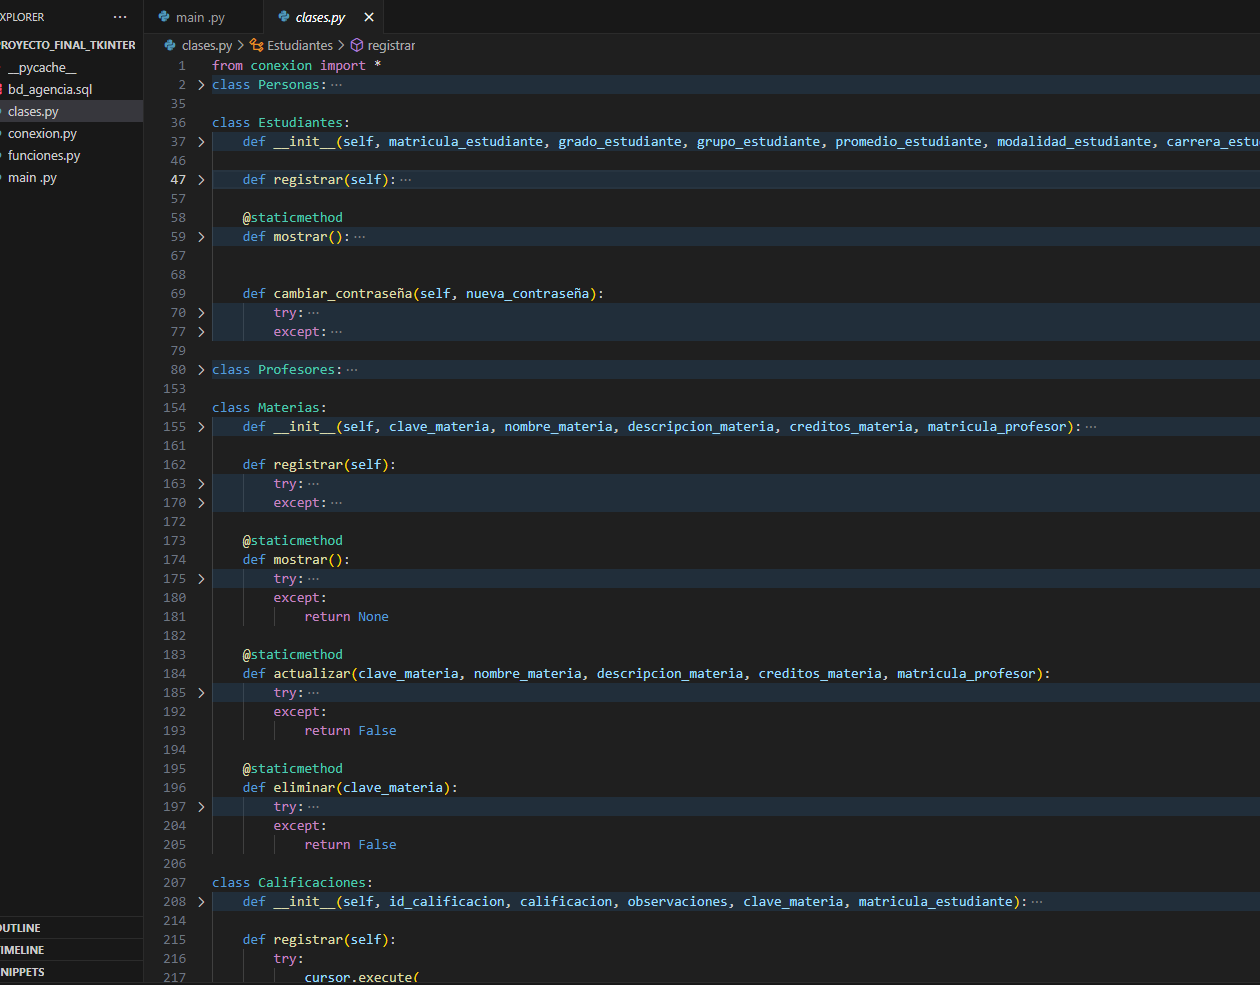 XPLORER ···
main .py
clases.py ×
clases.py > Estudiantes > registrar
ROYECTO_FINAL_TKINTER
__pycache__
bd_agencia.sql
clases.py
conexion.py
funciones.py
main .py
1 from conexion import *
2 class Personas: ···
35
36 class Estudiantes:
37 def __init__(self, matricula_estudiante, grado_estudiante, grupo_estudiante, promedio_estudiante, modalidad_estudiante, carrera_estu
46
47 def registrar(self): ···
57
58 @staticmethod
59 def mostrar(): ···
67
68
69 def cambiar_contraseña(self, nueva_contraseña):
70 try: ···
77 except: ···
79
80 class Profesores: ···
153
154 class Materias:
155 def __init__(self, clave_materia, nombre_materia, descripcion_materia, creditos_materia, matricula_profesor): ···
161
162 def registrar(self):
163 try: ···
170 except: ···
172
173 @staticmethod
174 def mostrar():
175 try: ···
180 except:
181 return None
182
183 @staticmethod
184 def actualizar(clave_materia, nombre_materia, descripcion_materia, creditos_materia, matricula_profesor):
185 try: ···
192 except:
193 return False
194
195 @staticmethod
196 def eliminar(clave_materia):
197 try: ···
204 except:
205 return False
206
207 class Calificaciones:
208 def __init__(self, id_calificacion, calificacion, observaciones, clave_materia, matricula_estudiante): ···
214
215 def registrar(self):
216 try:
217 cursor.execute(
OUTLINE
TIMELINE
NIPPETS